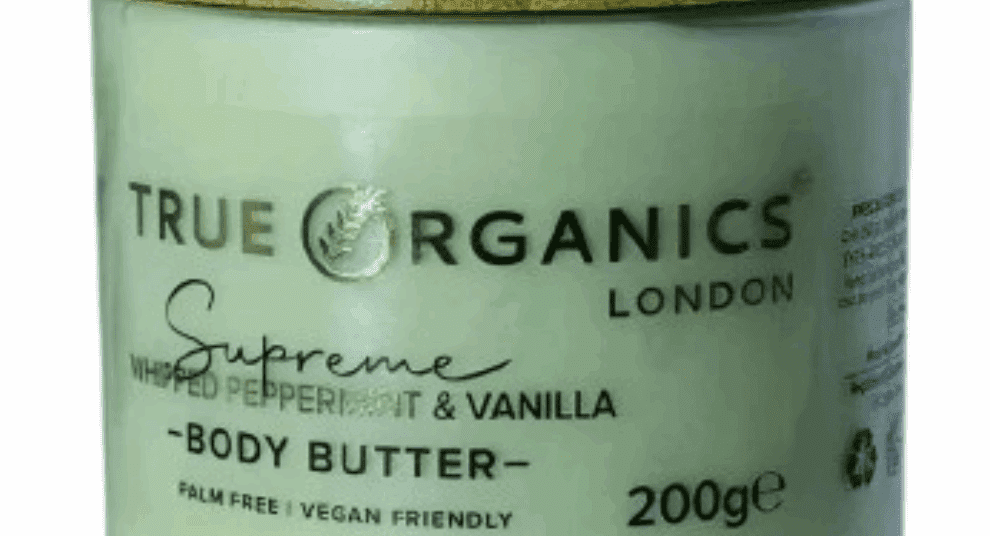 TRUE ORGANICS
LONDON
Supreme
WHIPPED PEPPERMINT & VANILLA
-BODY BUTTER-
PALM FREE | VEGAN FRIENDLY
200g℮